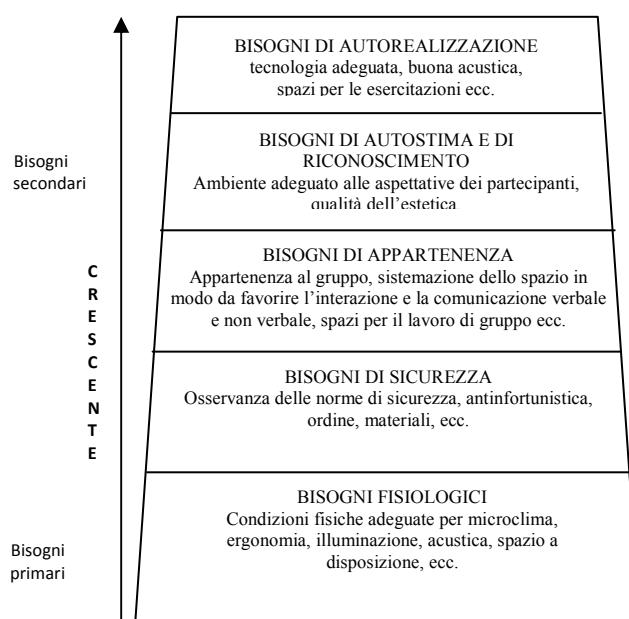 BISOGNI DI AUTOREALIZZAZIONE
tecnologia adeguata, buona acustica,
spazi per le esercitazioni ecc.
Bisogni
secondari
BISOGNI DI AUTOSTIMA E DI
RICONOSCIMENTO
Ambiente adeguato alle aspettative dei partecipanti,
qualità dell’estetica
BISOGNI DI APPARTENENZA
Appartenenza al gruppo, sistemazione dello spazio in
modo da favorire l’interazione e la comunicazione verbale
e non verbale, spazi per il lavoro di gruppo ecc.
C
R
E
S
C
E
N
T
E
BISOGNI DI SICUREZZA
Osservanza delle norme di sicurezza, antinfortunistica,
ordine, materiali, ecc.
BISOGNI FISIOLOGICI
Condizioni fisiche adeguate per microclima,
ergonomia, illuminazione, acustica, spazio a
disposizione, ecc.
Bisogni
primari